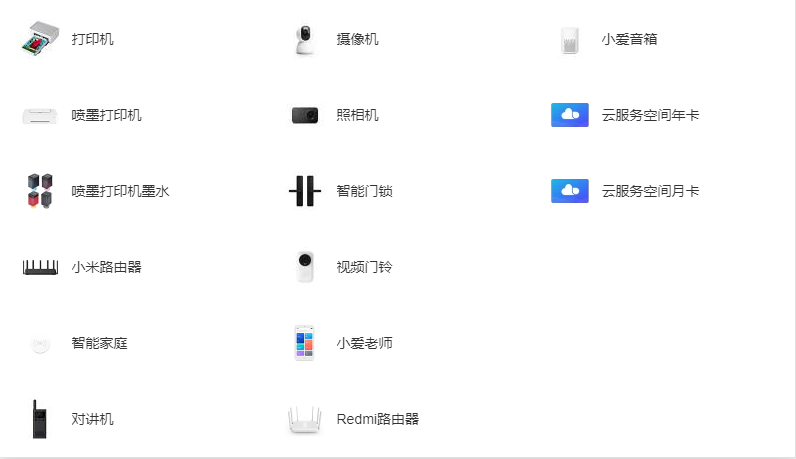 打印机
摄像机
小爱音箱
喷墨打印机
照相机
云服务空间年卡
喷墨打印机墨水
智能门锁
云服务空间月卡
小米路由器
视频门铃
智能家庭
小爱老师
对讲机
Redmi路由器